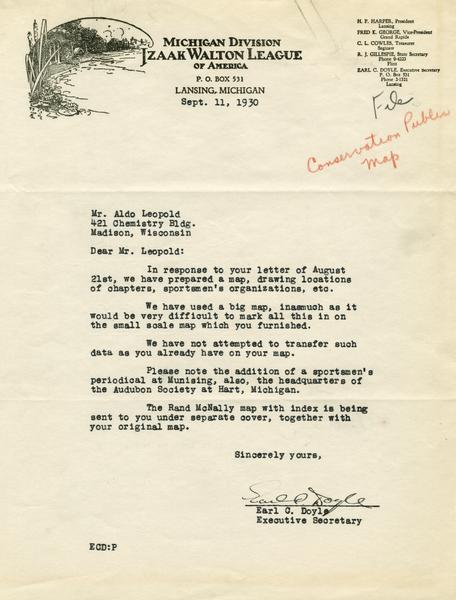 MICHIGAN DIVISION
IZAAK WALTON LEAGUE
OF AMERICA
P. O. BOX 531
LANSING, MICHIGAN
Sept. 11, 1930
H. P. HARPER, President
Lansing
FRED K. GEORGE, Vice-President
Grand Rapids
C. L. COWLES, Treasurer
Saginaw
R. J. GILLESPIE, State Secretary
Phone 9-4223
Flint
EARL C. DOYLE, Executive Secretary
P. O. Box 531
Phone 5-1321
Lansing
File
Conservation Public
Map
Mr. Aldo Leopold
421 Chemistry Bldg.
Madison, Wisconsin
Dear Mr. Leopold:
In response to your letter of August
21st, we have prepared a map, drawing locations
of chapters, sportsmen's organizations, etc.
We have used a big map, inasmuch as it
would be very difficult to mark all this in on
the small scale map which you furnished.
We have not attempted to transfer such
data as you already have on your map.
Please note the addition of a sportsmen's
periodical at Munising, also, the headquarters of
the Audubon Society at Hart, Michigan.
The Rand McNally map with index is being
sent to you under separate cover, together with
your original map.
Sincerely yours,
Earl C Doyle
Earl C. Doyle
Executive Secretary
ECD:P